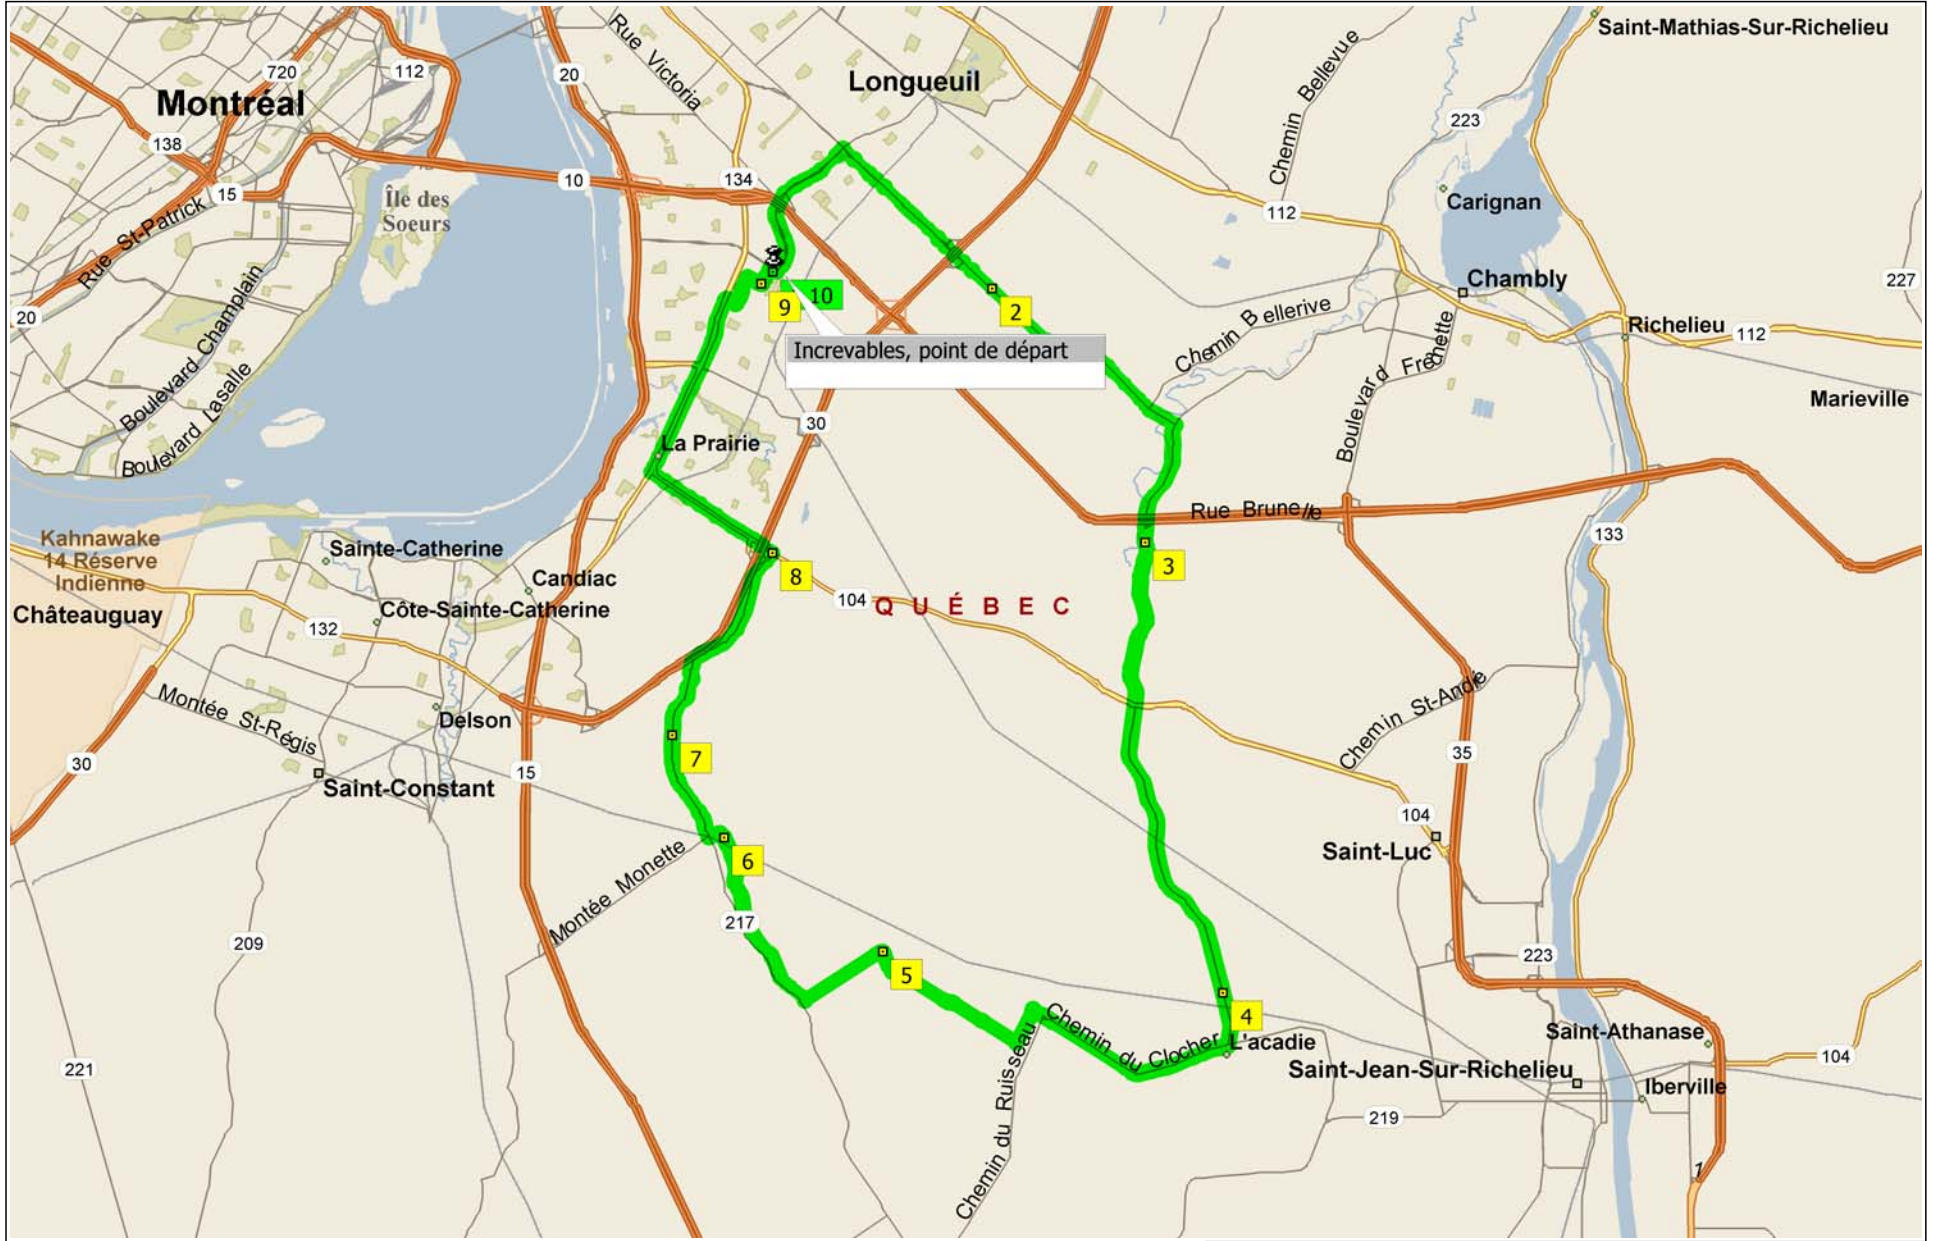 Saint-Mathias-Sur-Richelieu
Rue Victoria
720
112
20
Longueuil
Chemin Bellevue
Montréal
223
138
15
10
134
Île des
Soeurs
Rue St-Patrick
112
Carignan
Chambly
227
9
10
2
20
Boulevard Champlain
Chemin Bellerive
Richelieu
112
Increvables, point de départ
Boulevard Fréchette
Boulevard Lasalle
Marieville
30
La Prairie
Rue Brunelle
133
Kahnawake
14 Réserve
Indienne
Sainte-Catherine
3
Candiac
8
104
QUÉBEC
Châteauguay
Côte-Sainte-Catherine
132
Montée St-Régis
Delson
Chemin St-André
7
35
30
15
Saint-Constant
104
Saint-Luc
6
Montée Monette
217
209
223
5
4
Chemin du Clocher
L'acadie
Saint-Athanase
104
221
Saint-Jean-Sur-Richelieu
Iberville
Chemin du Ruisseau
219
1